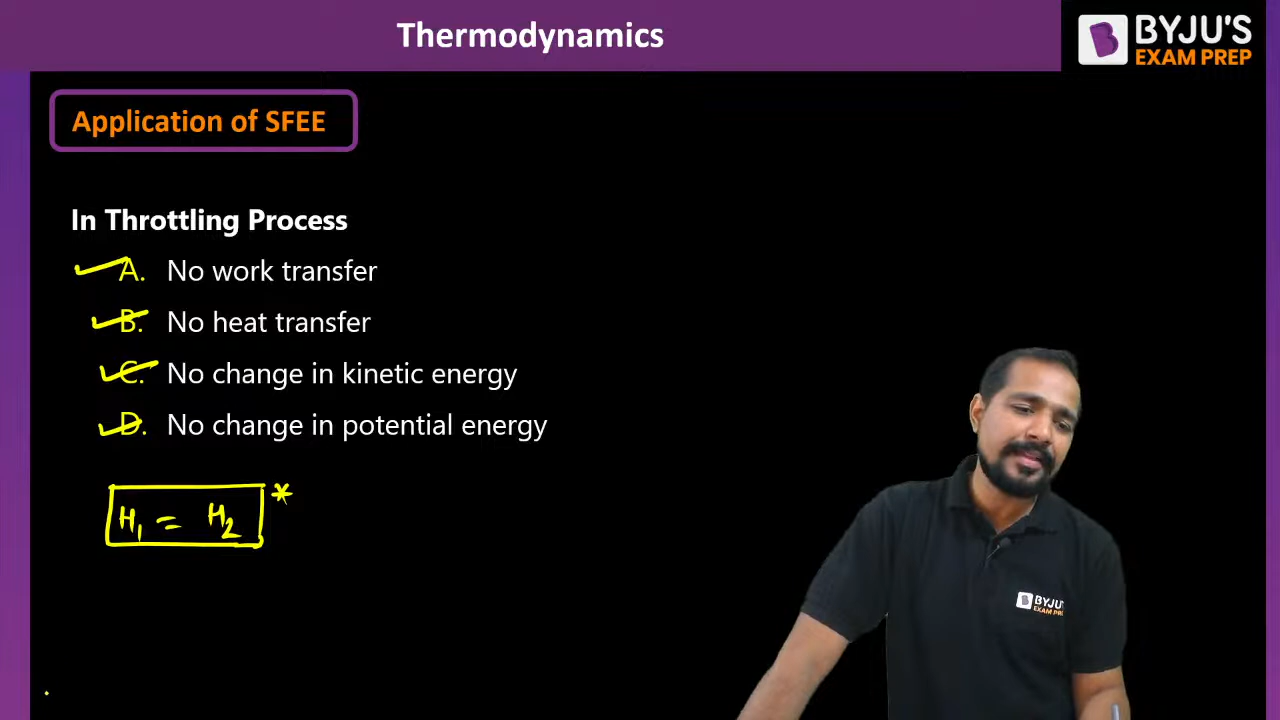 Thermodynamics
BYJU'S
EXAM PREP
Application of SFEE
In Throttling Process
A. No work transfer
B. No heat transfer
C. No change in kinetic energy
D. No change in potential energy
H₁ = H₂ *
BYJU'S
EXAM PREP